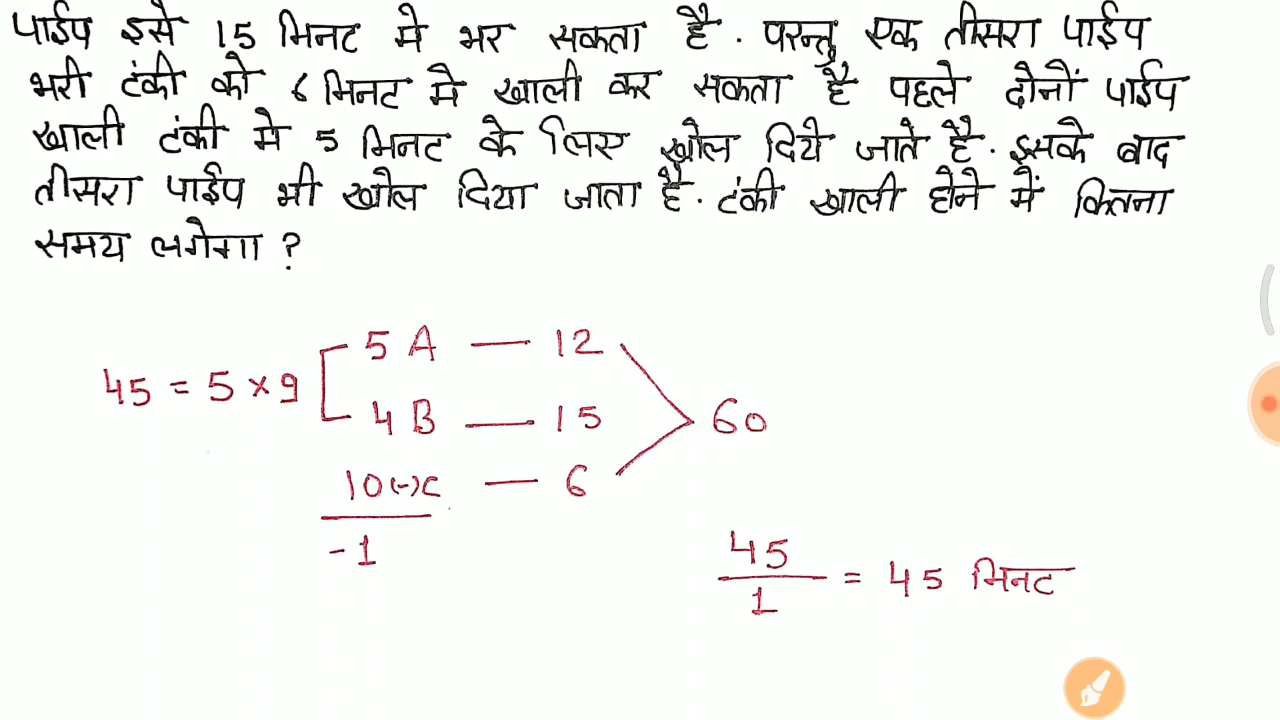 पाईप इसे 15 मिनट मे भर सकता है. परन्तु एक तीसरा पाईप
भरी टंकी को 6 मिनट मे खाली कर सकता है पहले दोनों पाईप
खाली टंकी मे 5 मिनट के लिए खोल दिये जाते है. इसके बाद
तीसरा पाईप भी खोल दिया जाता है. टंकी खाली होने में कितना
समय लगेगा ?
5 A — 12
45 = 5 × 9
4 B — 15
60
10 (-) C — 6
-1
45
— = 45 मिनट
1